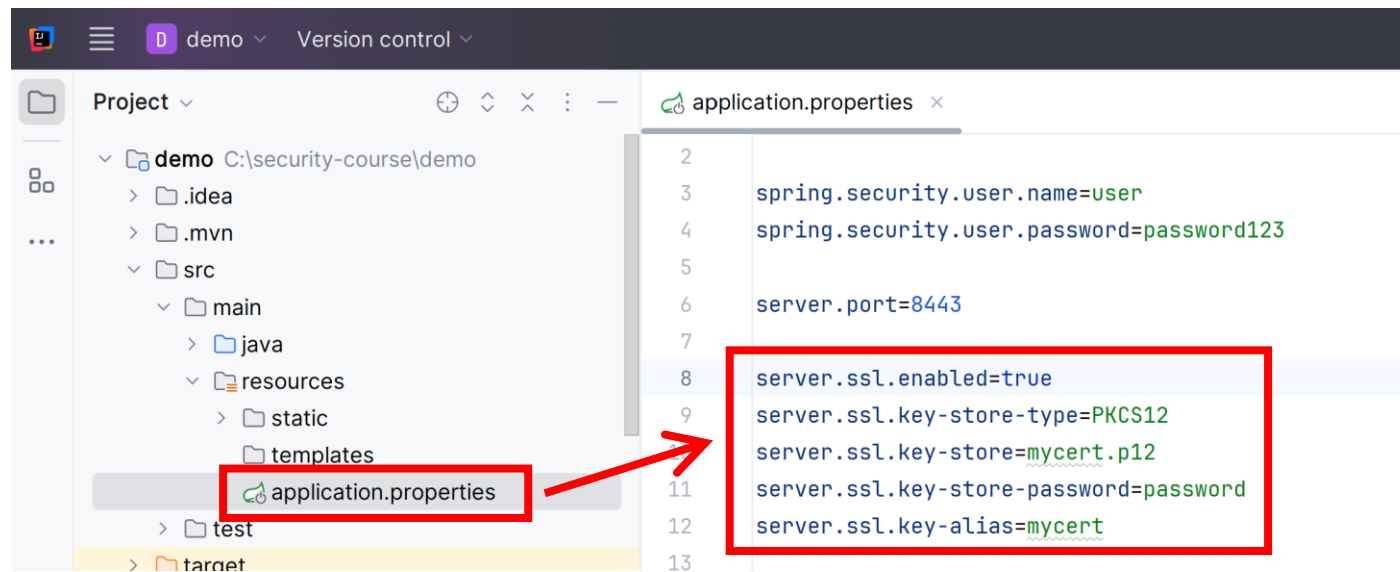 D demo Version control
Project
application.properties
demo C:\security-course\demo
.idea
.mvn
src
main
java
resources
static
templates
application.properties
test
target
2
3 spring.security.user.name=user
4 spring.security.user.password=password123
5
6 server.port=8443
7
8 server.ssl.enabled=true
9 server.ssl.key-store-type=PKCS12
server.ssl.key-store=mycert.p12
11 server.ssl.key-store-password=password
12 server.ssl.key-alias=mycert
13